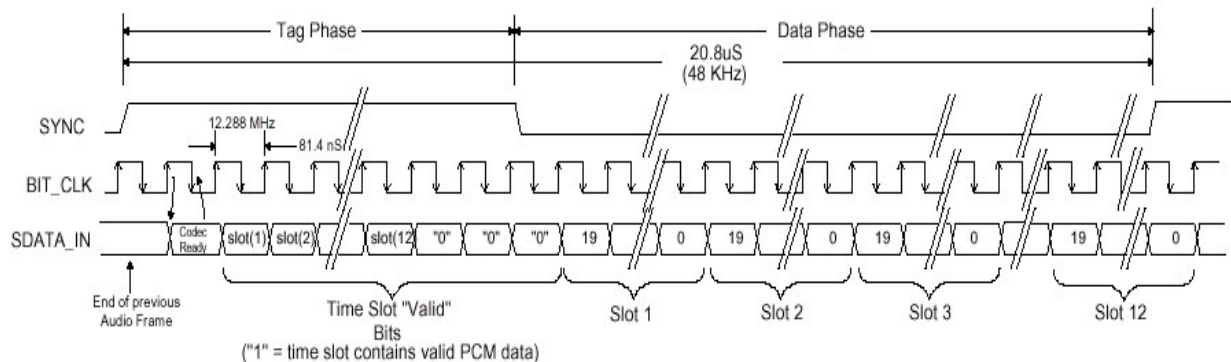 Tag Phase
Data Phase
20.8uS
(48 KHz)
SYNC
12.288 MHz
81.4 nS
BIT_CLK
SDATA_IN
Codec
Ready
slot(1)
slot(2)
slot(12
"0"
"0"
"0"
19
0
19
0
19
0
19
0
End of previous
Audio Frame
Time Slot "Valid"
Bits
("1" = time slot contains valid PCM data)
Slot 1
Slot 2
Slot 3
Slot 12